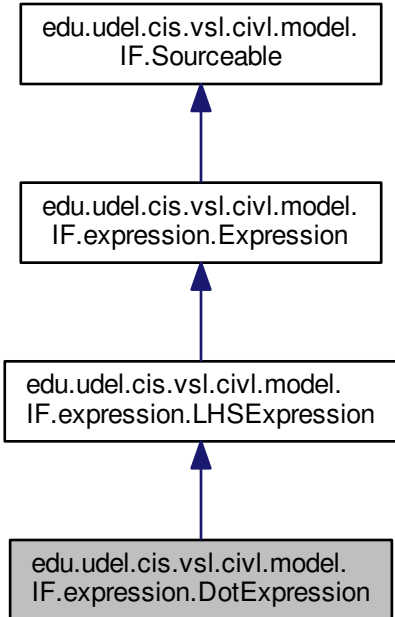 edu.udel.cis.vsl.civl.model.
IF.Sourceable
edu.udel.cis.vsl.civl.model.
IF.expression.Expression
edu.udel.cis.vsl.civl.model.
IF.expression.LHSExpression
edu.udel.cis.vsl.civl.model.
IF.expression.DotExpression